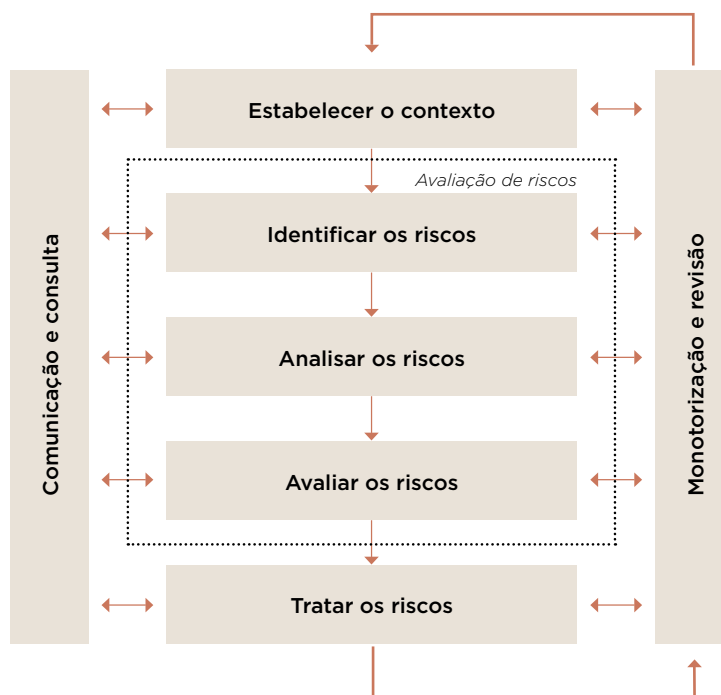 Estabelecer o contexto
Avaliação de riscos
Identificar os riscos
Analisar os riscos
Avaliar os riscos
Tratar os riscos
Comunicação e consulta
Monotorização e revisão